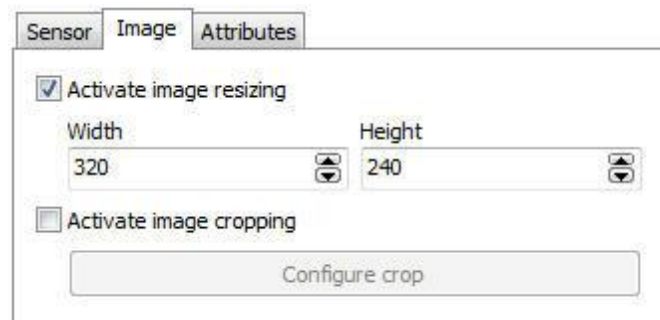 Sensor Image Attributes
Activate image resizing
Width Height
320 240
Activate image cropping
Configure crop